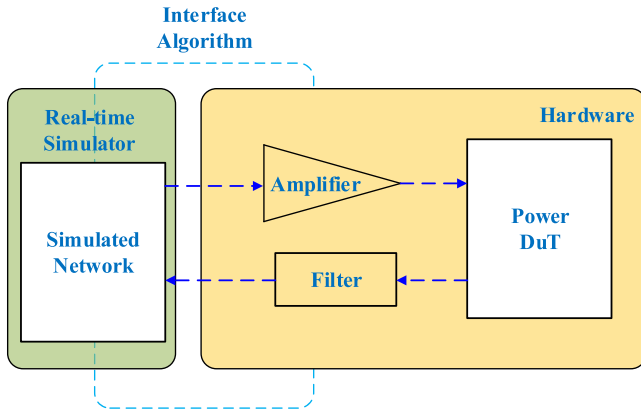 Interface
Algorithm
Real-time
Simulator
Hardware
Amplifier
Simulated
Network
Power
DuT
Filter